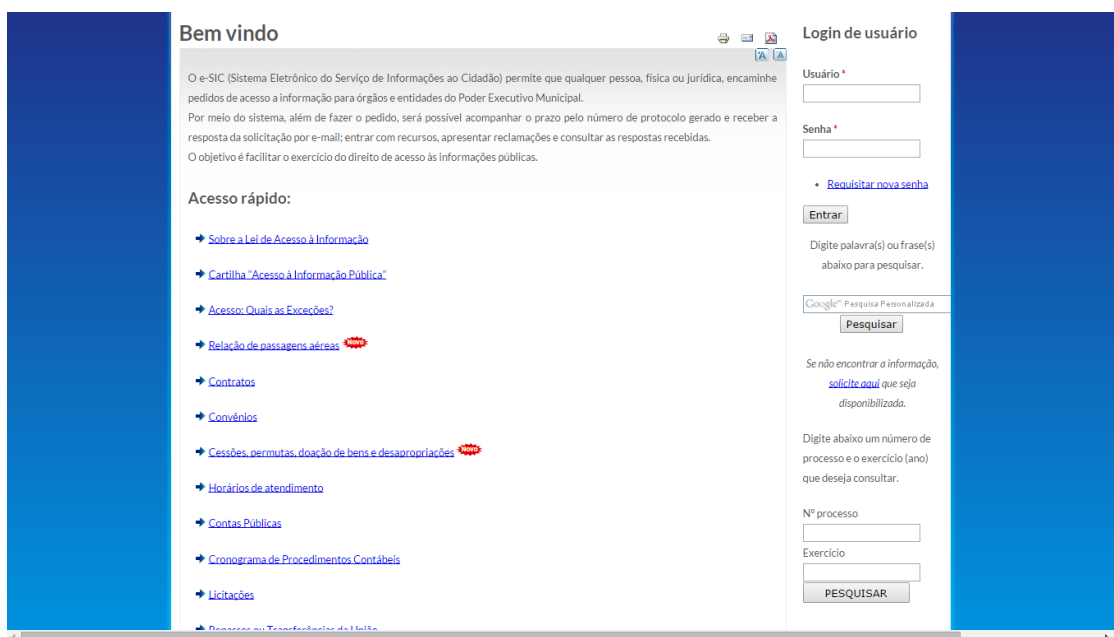 Bem vindo
A A
O e-SIC (Sistema Eletrônico do Serviço de Informações ao Cidadão) permite que qualquer pessoa, física ou jurídica, encaminhe
pedidos de acesso a informação para órgãos e entidades do Poder Executivo Municipal.
Por meio do sistema, além de fazer o pedido, será possível acompanhar o prazo pelo número de protocolo gerado e receber a
resposta da solicitação por e-mail; entrar com recursos, apresentar reclamações e consultar as respostas recebidas.
O objetivo é facilitar o exercício do direito de acesso às informações públicas.
Acesso rápido:
Sobre a Lei de Acesso à Informação
Cartilha "Acesso à Informação Pública"
Acesso: Quais as Exceções?
Relação de passagens aéreas Novo
Contratos
Convênios
Cessões, permutas, doação de bens e desapropriações Novo
Horários de atendimento
Contas Públicas
Cronograma de Procedimentos Contábeis
Licitações
Repasses ou Transferências da União
Login de usuário
Usuário *
Senha *
Requisitar nova senha
Entrar
Digite palavra(s) ou frase(s)
abaixo para pesquisar.
Google™ Pesquisa Personalizada
Pesquisar
Se não encontrar a informação,
solicite aqui que seja
disponibilizada.
Digite abaixo um número de
processo e o exercício (ano)
que deseja consultar.
Nº processo
Exercício
PESQUISAR